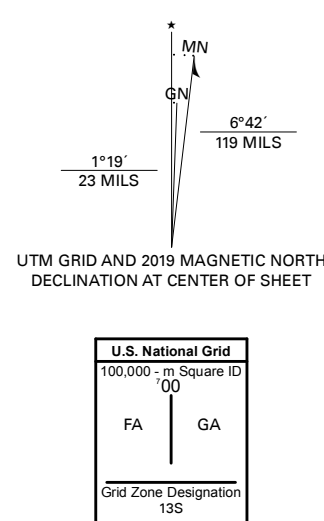 ★
MN
GN
6°42´
119 MILS
1°19´
23 MILS
UTM GRID AND 2019 MAGNETIC NORTH
DECLINATION AT CENTER OF SHEET
U.S. National Grid
100,000 - m Square ID
⁷00
FA GA
Grid Zone Designation
13S